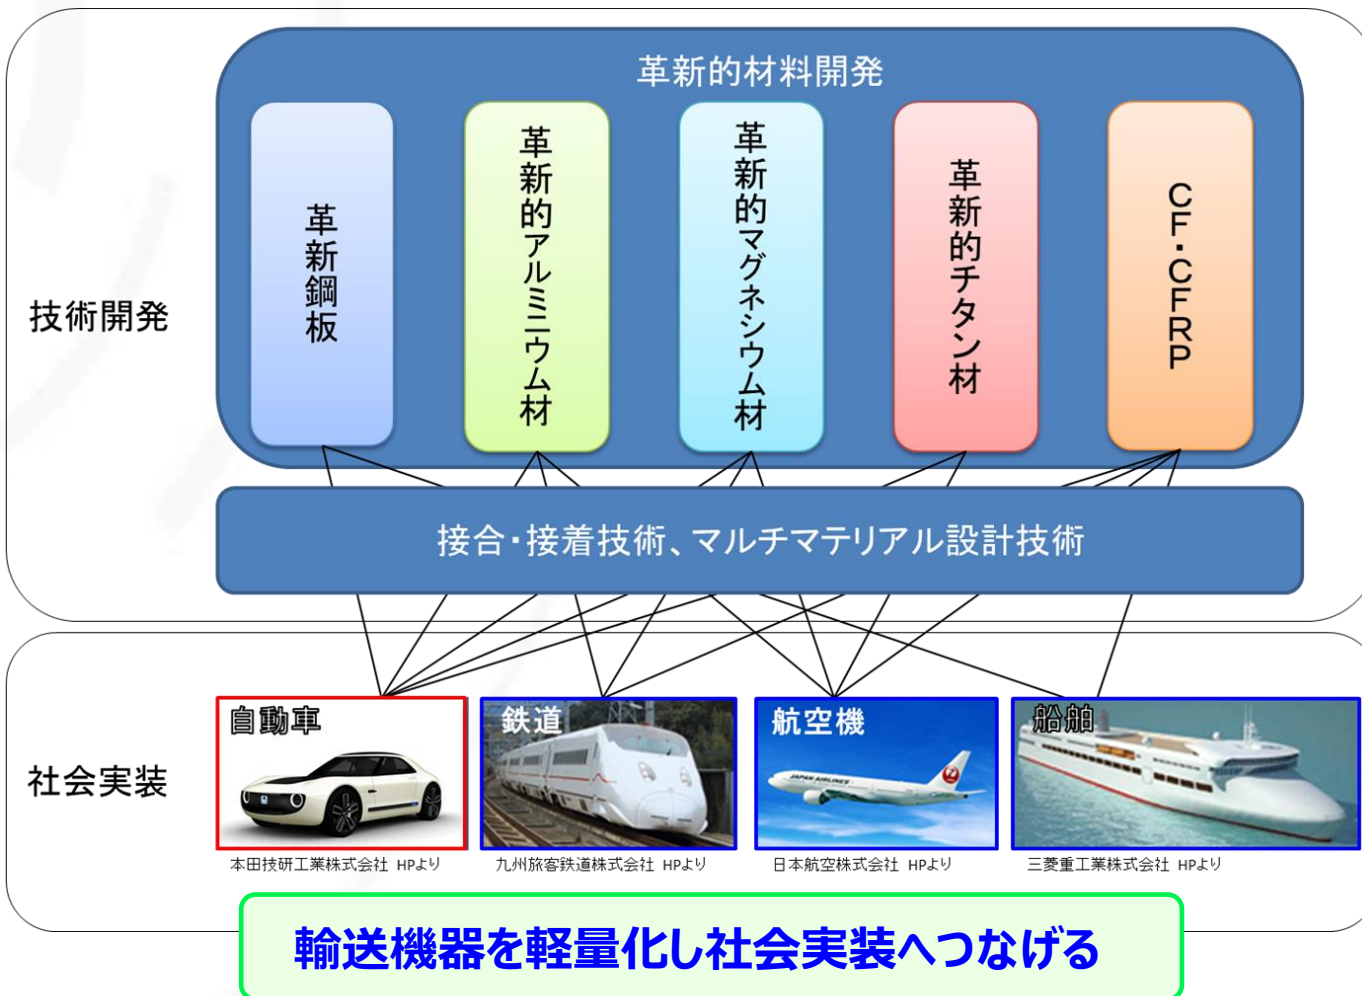 革新的材料開発
革新鋼板
革新的アルミニウム材
革新的マグネシウム材
革新的チタン材
CF・CFRP
技術開発
接合・接着技術、マルチマテリアル設計技術
社会実装
自動車
鉄道
航空機
JAPAN AIRLINES
船舶
本田技研工業株式会社 HPより
九州旅客鉄道株式会社 HPより
日本航空株式会社 HPより
三菱重工業株式会社 HPより
輸送機器を軽量化し社会実装へつなげる